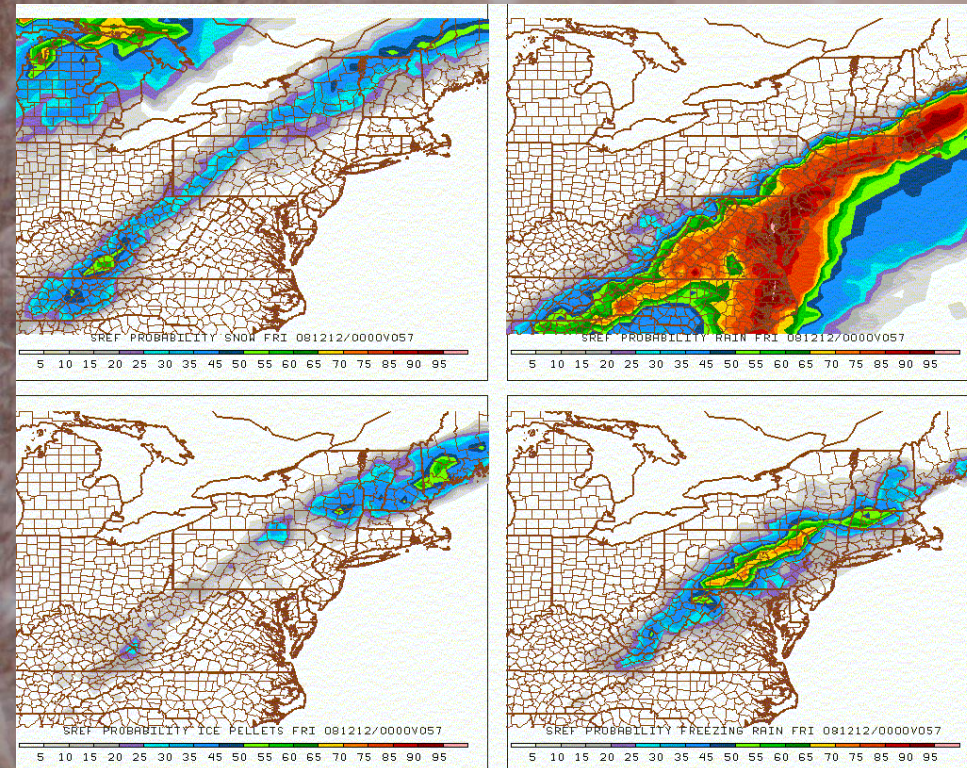 SREF PROBABILITY SNOW FRI 081212/0000V057
5 10 15 20 25 30 35 45 50 55 60 65 70 75 80 85 90 95
SREF PROBABILITY RAIN FRI 081212/0000V057
5 10 15 20 25 30 35 45 50 55 60 65 70 75 80 85 90 95
SREF PROBABILITY ICE PELLETS FRI 081212/0000V057
5 10 15 20 25 30 35 45 50 55 60 65 70 75 80 85 90 95
SREF PROBABILITY FREEZING RAIN FRI 081212/0000V057
5 10 15 20 25 30 35 45 50 55 60 65 70 75 80 85 90 95